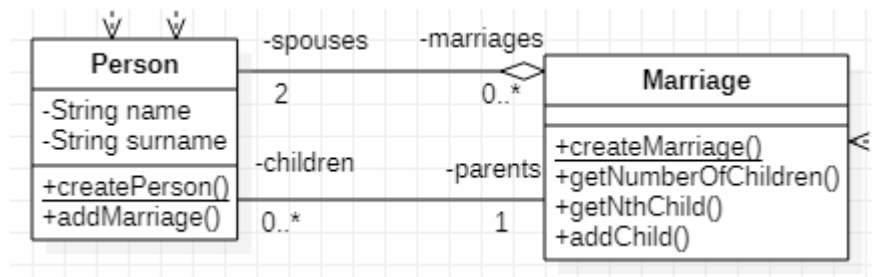 Person
-String name
-String surname
+createPerson()
+addMarriage()
-spouses
2
-marriages
0..*
-children
0..*
-parents
1
Marriage
+createMarriage()
+getNumberOfChildren()
+getNthChild()
+addChild()